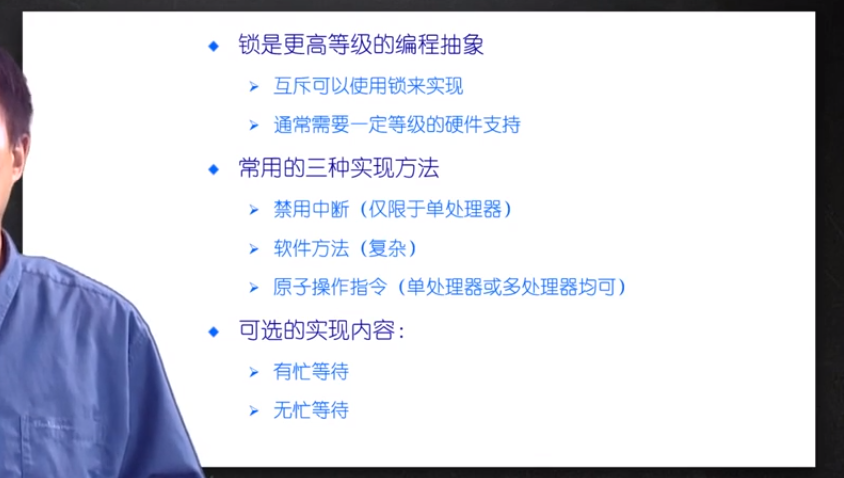 锁是更高等级的编程抽象
互斥可以使用锁来实现
通常需要一定等级的硬件支持
常用的三种实现方法
禁用中断（仅限于单处理器）
软件方法（复杂）
原子操作指令（单处理器或多处理器均可）
可选的实现内容：
有忙等待
无忙等待